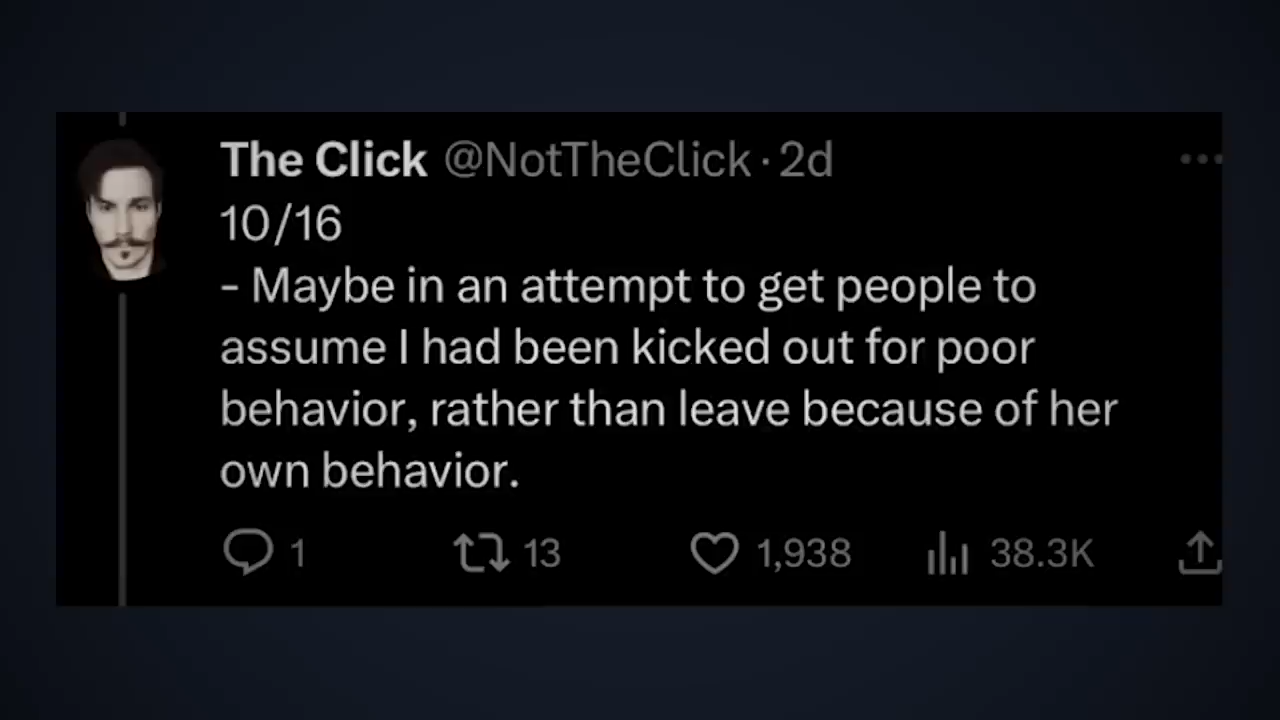 The Click @NotTheClick · 2d
10/16
- Maybe in an attempt to get people to
assume I had been kicked out for poor
behavior, rather than leave because of her
own behavior.
1 13 1,938 38.3K